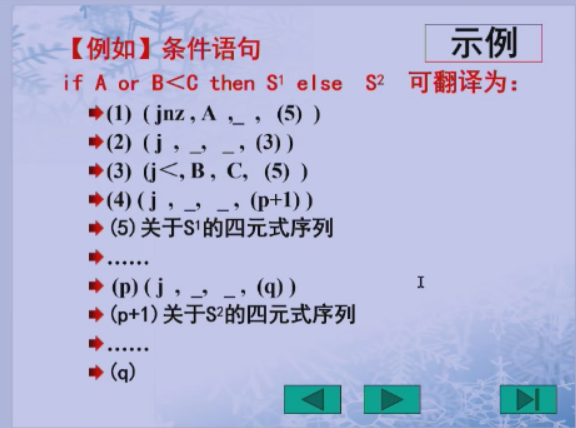 示例
【例如】条件语句
if A or B＜C then S¹ else S² 可翻译为：
(1) ( jnz , A ,_ , (5) )
(2) ( j , _, _ , (3) )
(3) (j＜, B , C, (5) )
(4) ( j , _, _ , (p+1) )
(5) 关于S¹的四元式序列
……
(p) ( j , _, _ , (q) )
(p+1) 关于S²的四元式序列
……
(q)